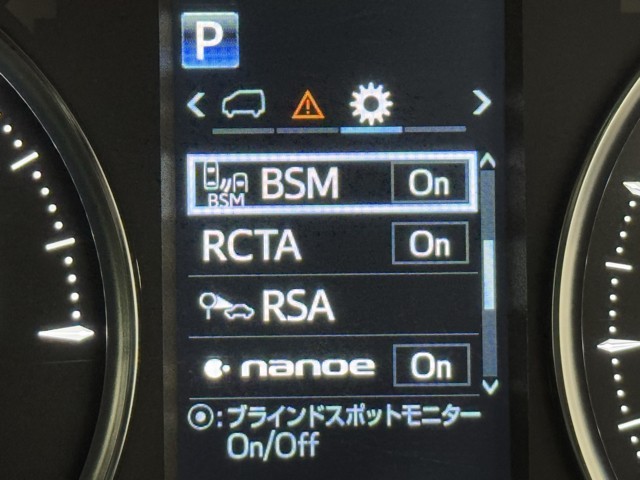 P
BSM BSM On
RCTA On
RSA
nanoe On
⦿:ブラインドスポットモニター
On/Off